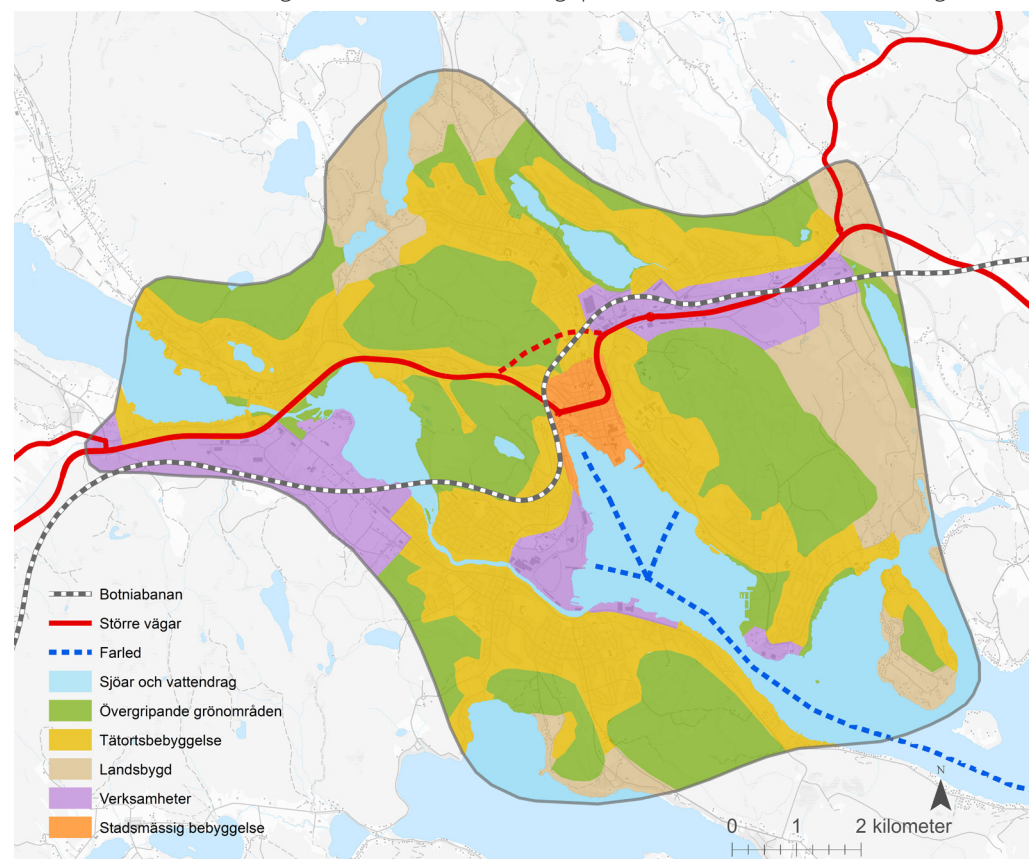 Botniabanan
Större vägar
Farled
Sjöar och vattendrag
Övergripande grönområden
Tätortsbebyggelse
Landsbygd
Verksamheter
Stadsmässig bebyggelse
N
0 1 2 kilometer